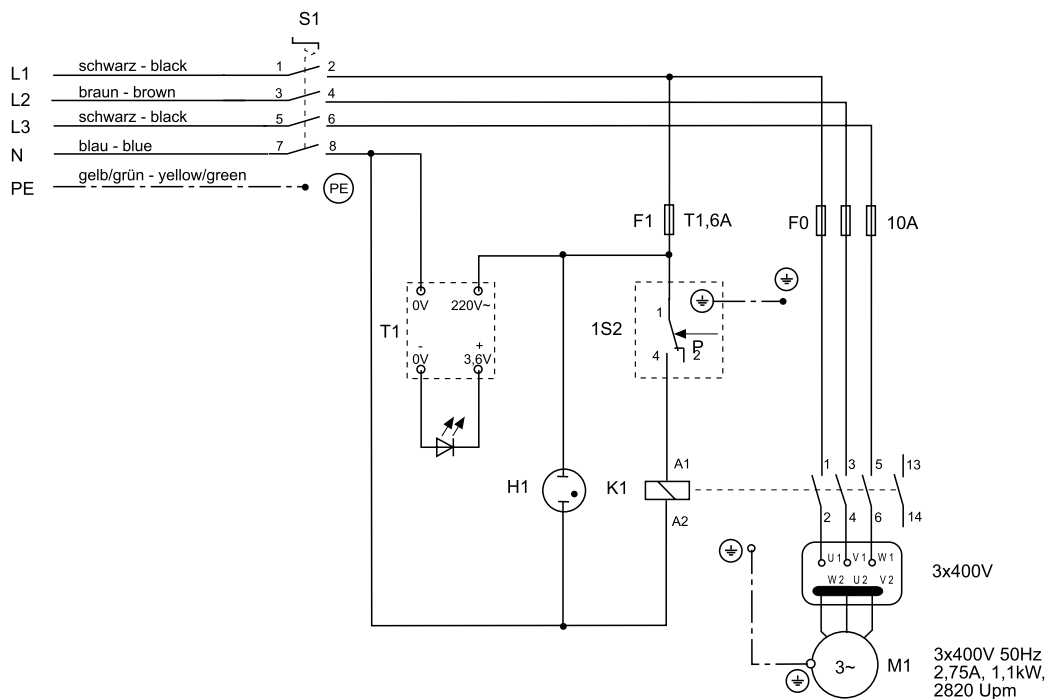 S1
L1 schwarz - black 1 2
L2 braun - brown 3 4
L3 schwarz - black 5 6
N blau - blue 7 8
PE gelb/grün - yellow/green PE
F1 T1,6A F0 10A
T1 0V 220V~
- +
0V 3,6V
1S2 1
P
4 2
H1 K1 A1
A2
1 3 5 13
2 4 6 14
U1 V1 W1
W2 U2 V2
3x400V
3~ M1
3x400V 50Hz
2,75A, 1,1kW,
2820 Upm